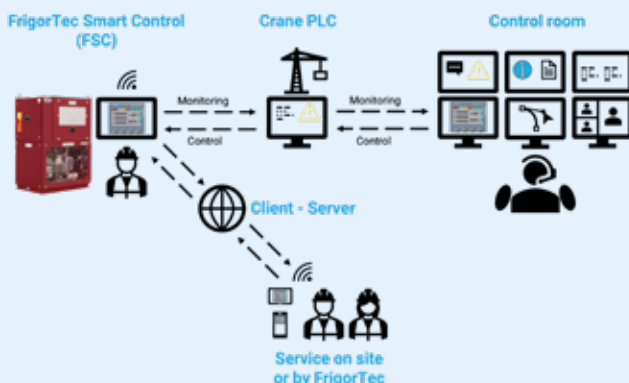 FrigorTec Smart Control
(FSC)
Crane PLC
Control room
Monitoring
Control
Monitoring
Control
Client - Server
Service on site
or by FrigorTec